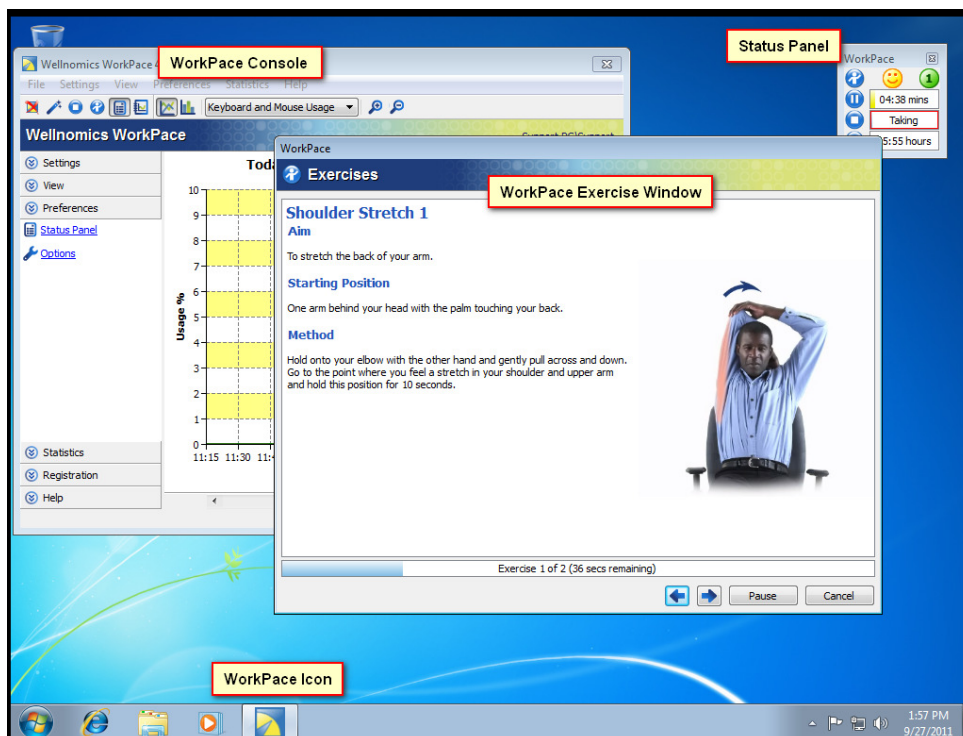 WorkPace Console
Status Panel
Wellnomics WorkPace
File Settings View Preferences Statistics Help
Keyboard and Mouse Usage
Wellnomics WorkPace
Settings
View
Preferences
Status Panel
Options
Statistics
Registration
Help
Usage %
10
9
8
7
6
5
4
3
2
1
0
11:15 11:30
WorkPace
1
04:38 mins
Taking
5:55 hours
WorkPace
Exercises
WorkPace Exercise Window
Shoulder Stretch 1
Aim
To stretch the back of your arm.
Starting Position
One arm behind your head with the palm touching your back.
Method
Hold onto your elbow with the other hand and gently pull across and down.
Go to the point where you feel a stretch in your shoulder and upper arm
and hold this position for 10 seconds.
Exercise 1 of 2 (36 secs remaining)
Pause Cancel
WorkPace Icon
1:57 PM
9/27/2011